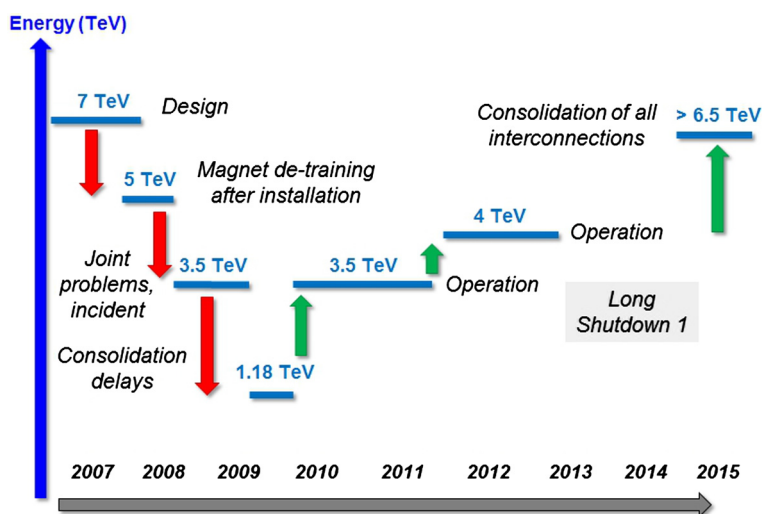 Energy (TeV)
7 TeV
Design
5 TeV
Magnet de-training
after installation
Joint
problems,
incident
3.5 TeV
Consolidation
delays
1.18 TeV
3.5 TeV
Operation
4 TeV
Operation
Consolidation of all
interconnections
> 6.5 TeV
Long
Shutdown 1
2007 2008 2009 2010 2011 2012 2013 2014 2015